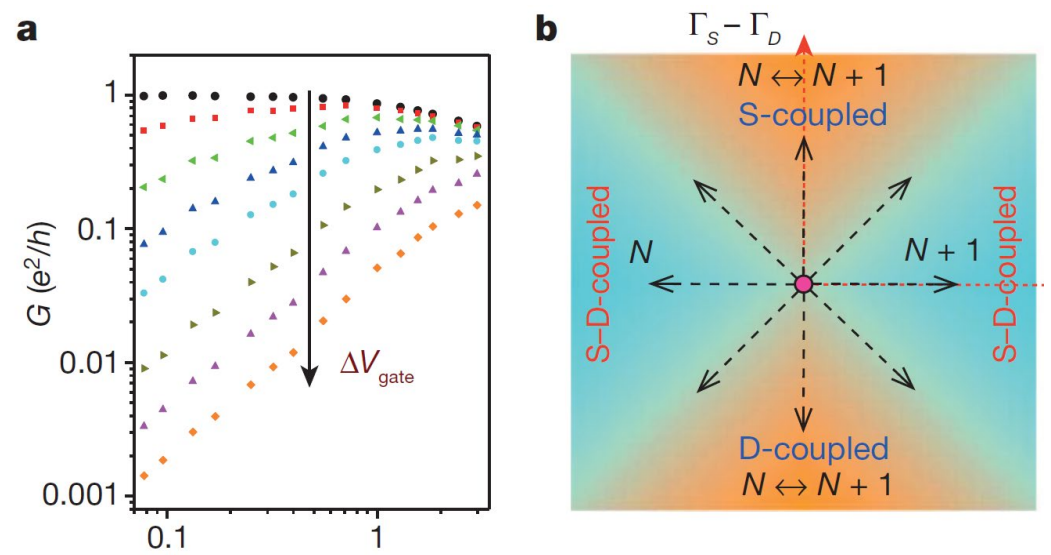 a
1
0.1
0.01
0.001
G (e²/h)
0.1
1
ΔV_gate
b
Γ_S – Γ_D
N ↔ N + 1
S-coupled
S–D-coupled
N
N + 1
S–D-coupled
D-coupled
N ↔ N + 1